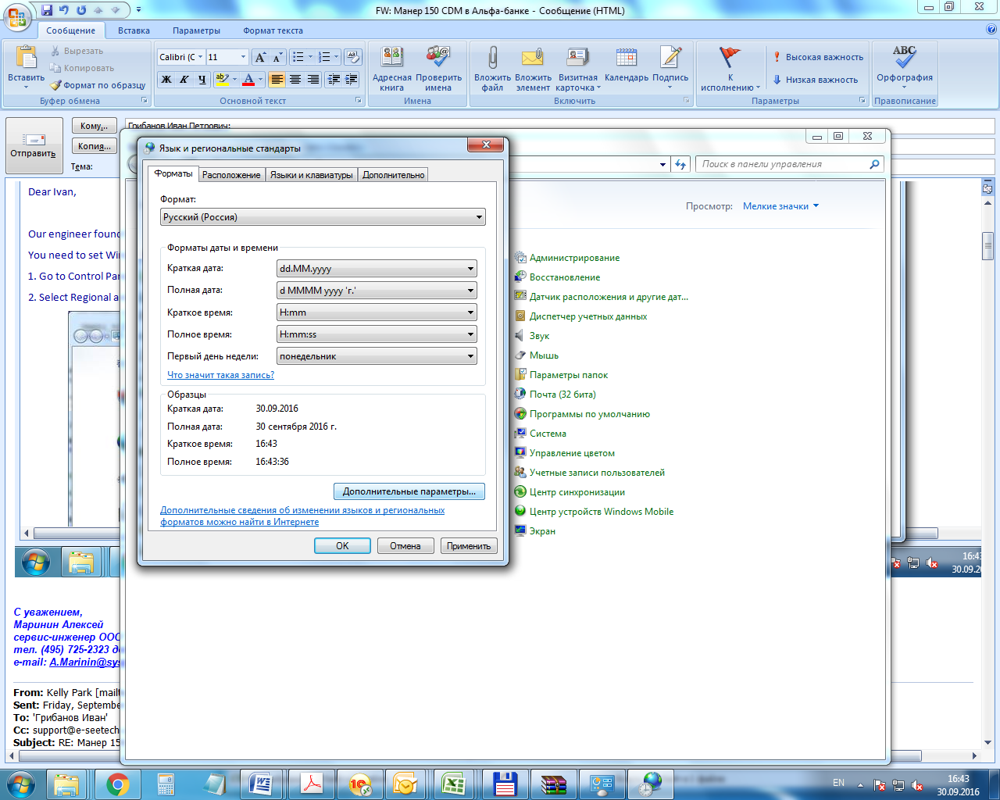 FW: Манер 150 CDM в Альфа-банке - Сообщение (HTML)
Сообщение
Вставка
Параметры
Формат текста
Вставить
Вырезать
Копировать
Формат по образцу
Буфер обмена
Calibri (С
11
Ж К Ч
Основной текст
Адресная книга
Проверить имена
Имена
Вложить файл
Вложить элемент
Визитная карточка
Календарь
Подпись
Включить
К исполнению
Высокая важность
Низкая важность
Параметры
ABC
Орфография
Правописание
Отправить
Кому...
Грибанов Иван Петрович;
Копия...
Тема:
Dear Ivan,
Our engineer foun
You need to set Wi
1. Go to Control Pa
2. Select Regional a
Язык и региональные стандарты
Форматы
Расположение
Языки и клавиатуры
Дополнительно
Формат:
Русский (Россия)
Форматы даты и времени
Краткая дата: dd.MM.yyyy
Полная дата: d MMMM yyyy 'г.'
Краткое время: H:mm
Полное время: H:mm:ss
Первый день недели: понедельник
Что значит такая запись?
Образцы
Краткая дата: 30.09.2016
Полная дата: 30 сентября 2016 г.
Краткое время: 16:43
Полное время: 16:43:36
Дополнительные параметры...
Дополнительные сведения об изменении языков и региональных
форматов можно найти в Интернете
ОК
Отмена
Применить
Поиск в панели управления
Просмотр: Мелкие значки
Администрирование
Восстановление
Датчик расположения и другие дат...
Диспетчер учетных данных
Звук
Мышь
Параметры папок
Почта (32 бита)
Программы по умолчанию
Система
Управление цветом
Учетные записи пользователей
Центр синхронизации
Центр устройств Windows Mobile
Экран
16:43
30.09.20
С уважением,
Маринин Алексей
сервис-инженер ООО
тел. (495) 725-2323 д
e-mail: A.Marinin@sys
From: Kelly Park [mail
Sent: Friday, Septembe
To: 'Грибанов Иван'
Cc: support@e-seetech
Subject: RE: Манер 15
EN
16:43
30.09.2016